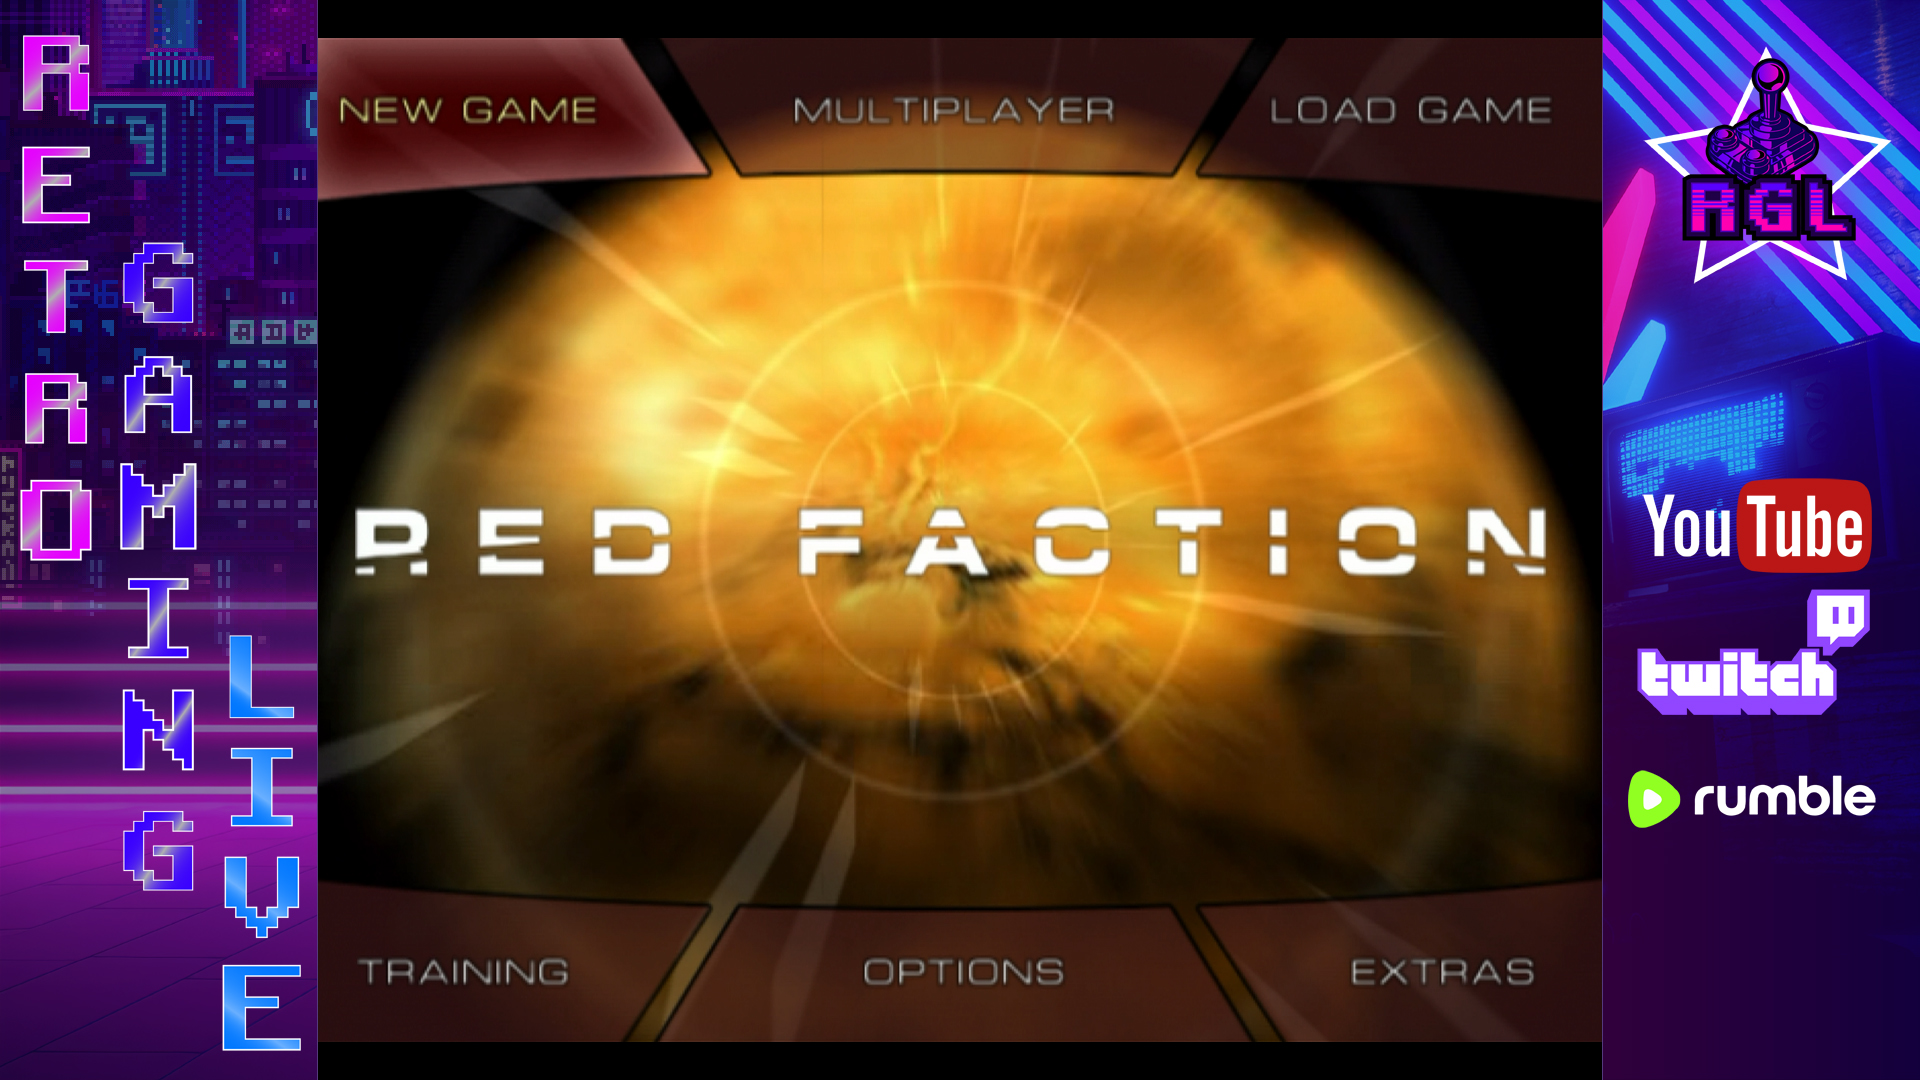 RETRO
GAMING
LIVE
NEW GAME
MULTIPLAYER
LOAD GAME
RED FACTION
TRAINING
OPTIONS
EXTRAS
RGL
YouTube
twitch
rumble